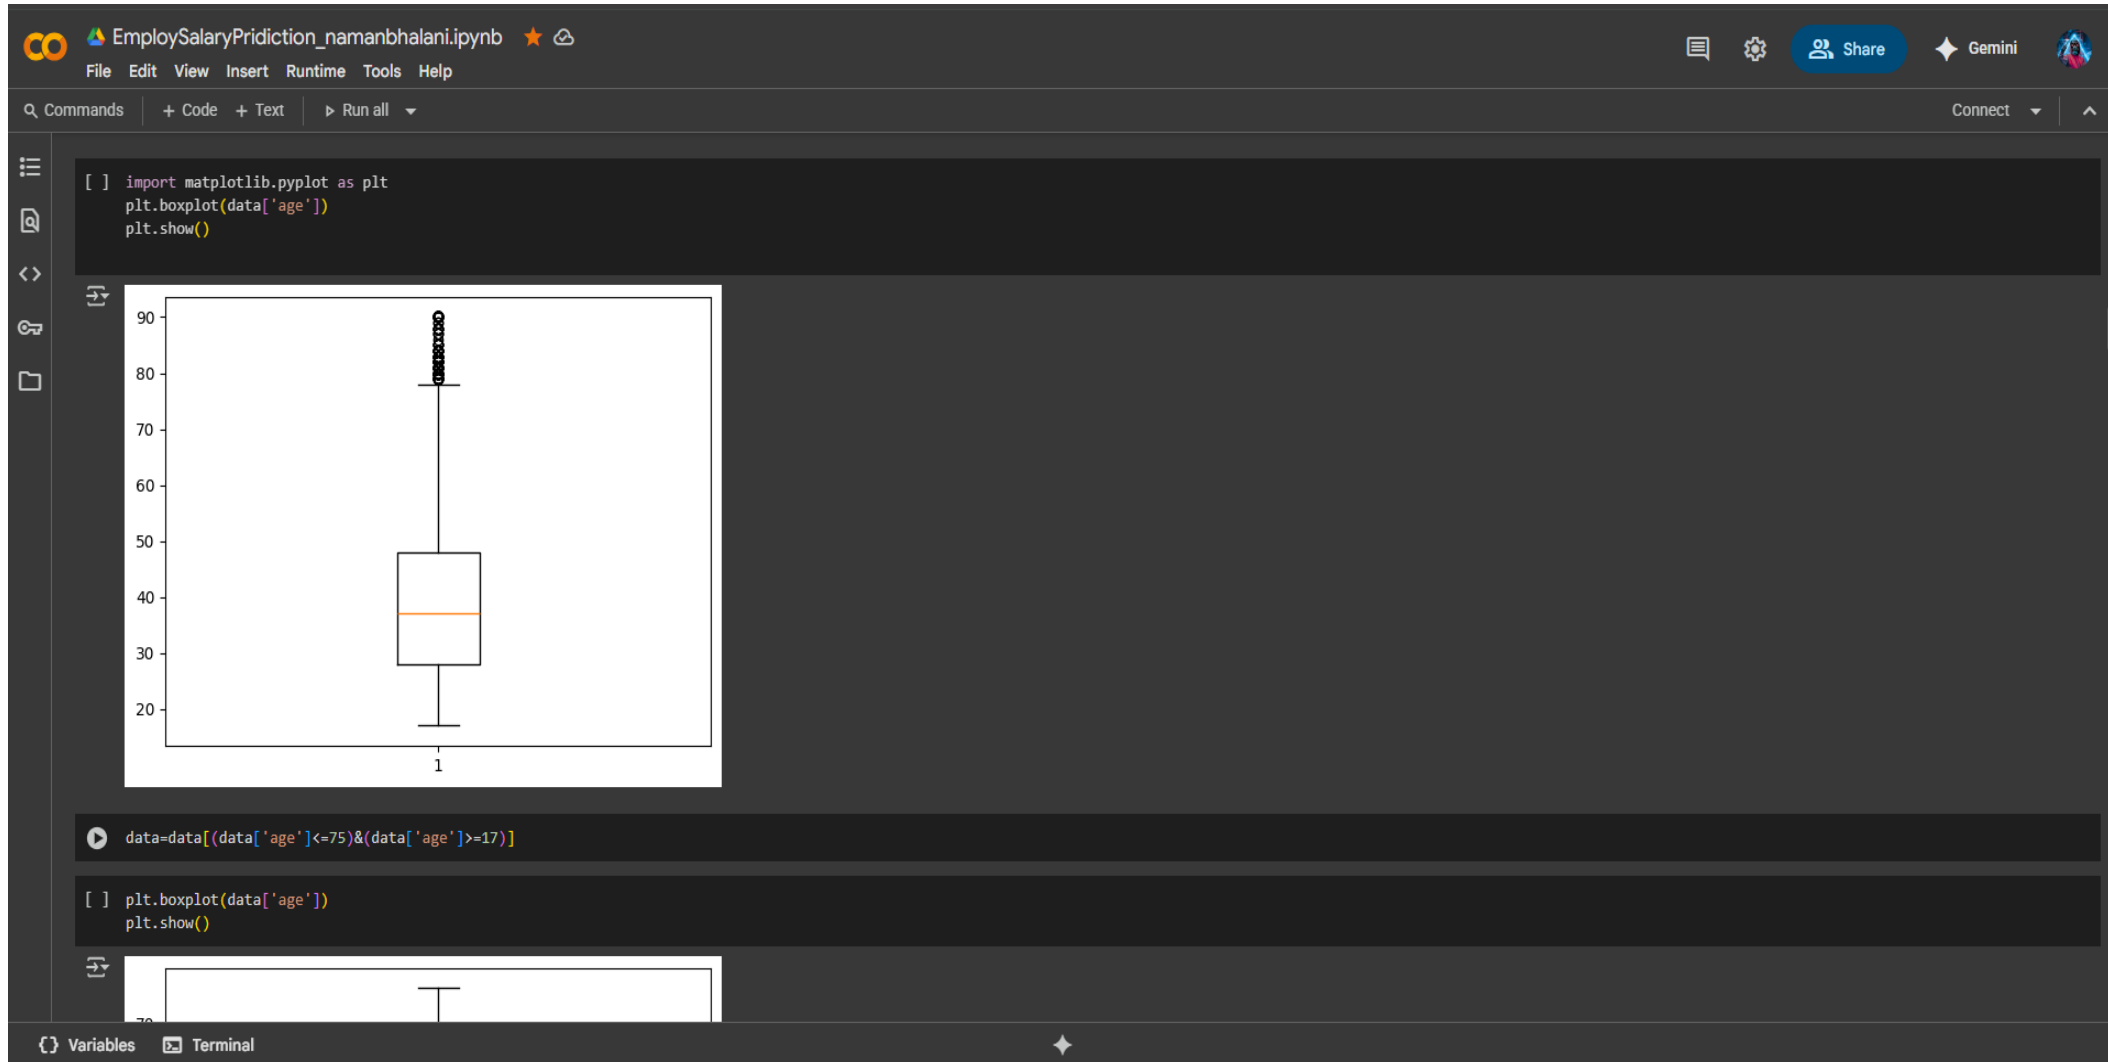 EmploySalaryPridiction_namanbhalani.ipynb
File Edit View Insert Runtime Tools Help
Share
Gemini
Commands + Code + Text Run all
Connect
[ ] import matplotlib.pyplot as plt
plt.boxplot(data['age'])
plt.show()
90
80
70
60
50
40
30
20
1
data=data[(data['age']<=75)&(data['age']>=17)]
[ ] plt.boxplot(data['age'])
plt.show()
70
{} Variables Terminal